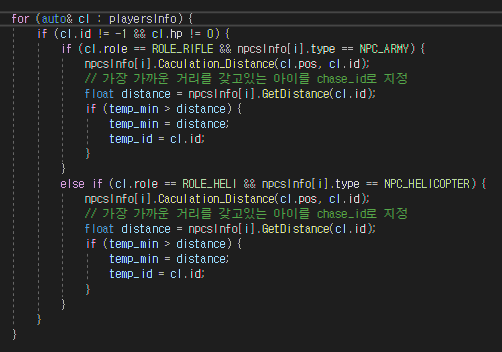 for (auto& cl : playersInfo) {
    if (cl.id != -1 && cl.hp != 0) {
        if (cl.role == ROLE_RIFLE && npcsInfo[i].type == NPC_ARMY) {
            npcsInfo[i].Caculation_Distance(cl.pos, cl.id);
            // 가장 가까운 거리를 갖고있는 아이를 chase_id로 지정
            float distance = npcsInfo[i].GetDistance(cl.id);
            if (temp_min > distance) {
                temp_min = distance;
                temp_id = cl.id;
            }
        }
        else if (cl.role == ROLE_HELI && npcsInfo[i].type == NPC_HELICOPTER) {
            npcsInfo[i].Caculation_Distance(cl.pos, cl.id);
            // 가장 가까운 거리를 갖고있는 아이를 chase_id로 지정
            float distance = npcsInfo[i].GetDistance(cl.id);
            if (temp_min > distance) {
                temp_min = distance;
                temp_id = cl.id;
            }
        }
    }
}